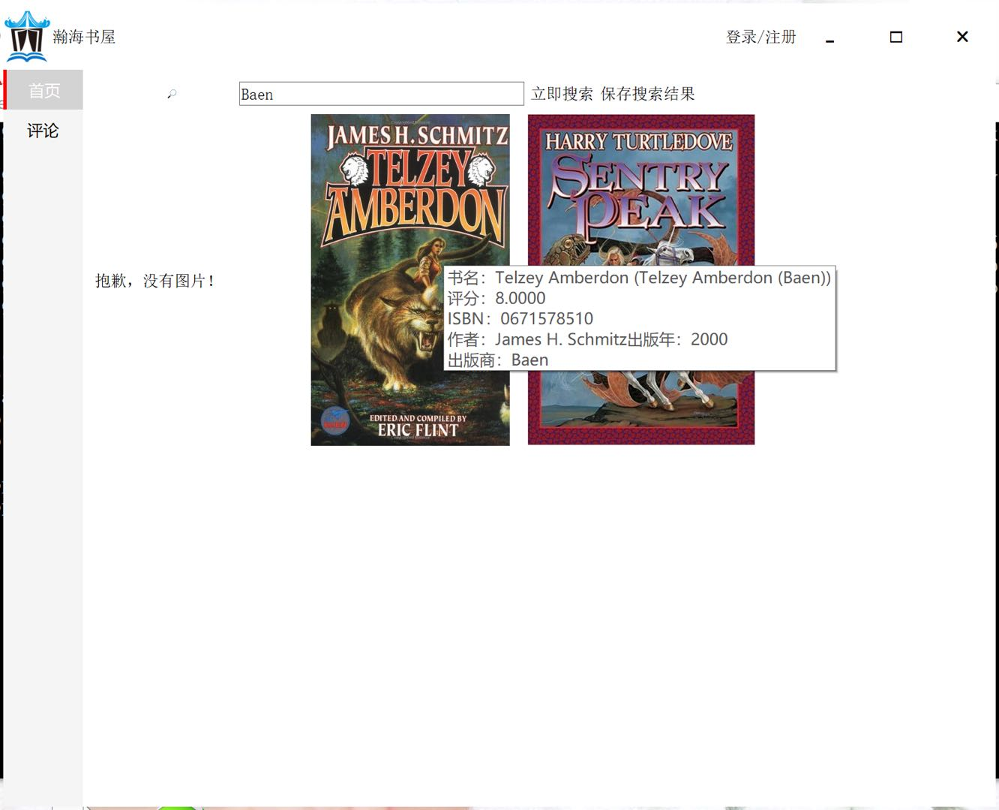 瀚海书屋
登录/注册
首页
评论
Baen
立即搜索 保存搜索结果
抱歉，没有图片！
JAMES H. SCHMITZ
TELZEY
AMBERDON
EDITED AND COMPILED BY
ERIC FLINT
BAEN
HARRY TURTLEDOVE
SENTRY
PEAK
书名：Telzey Amberdon (Telzey Amberdon (Baen))
评分：8.0000
ISBN：0671578510
作者：James H. Schmitz出版年：2000
出版商：Baen